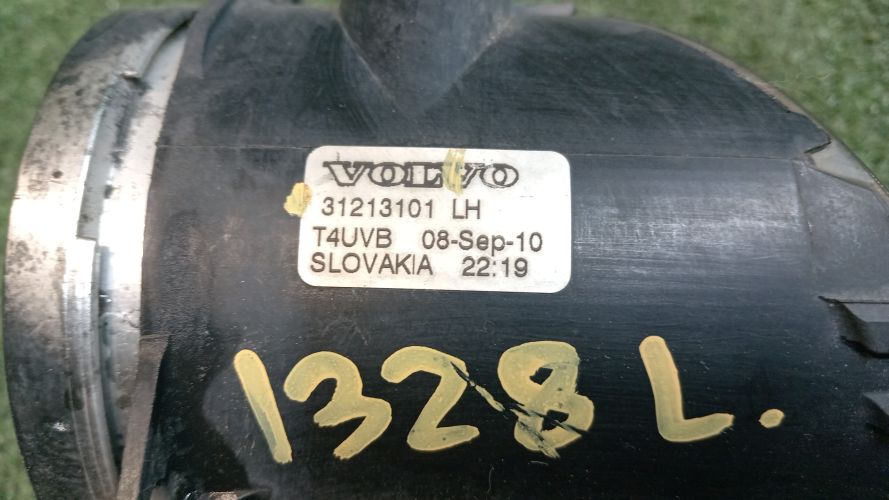 VOLVO
31213101 LH
T4UVB 08-Sep-10
SLOVAKIA 22:19
1328 L.